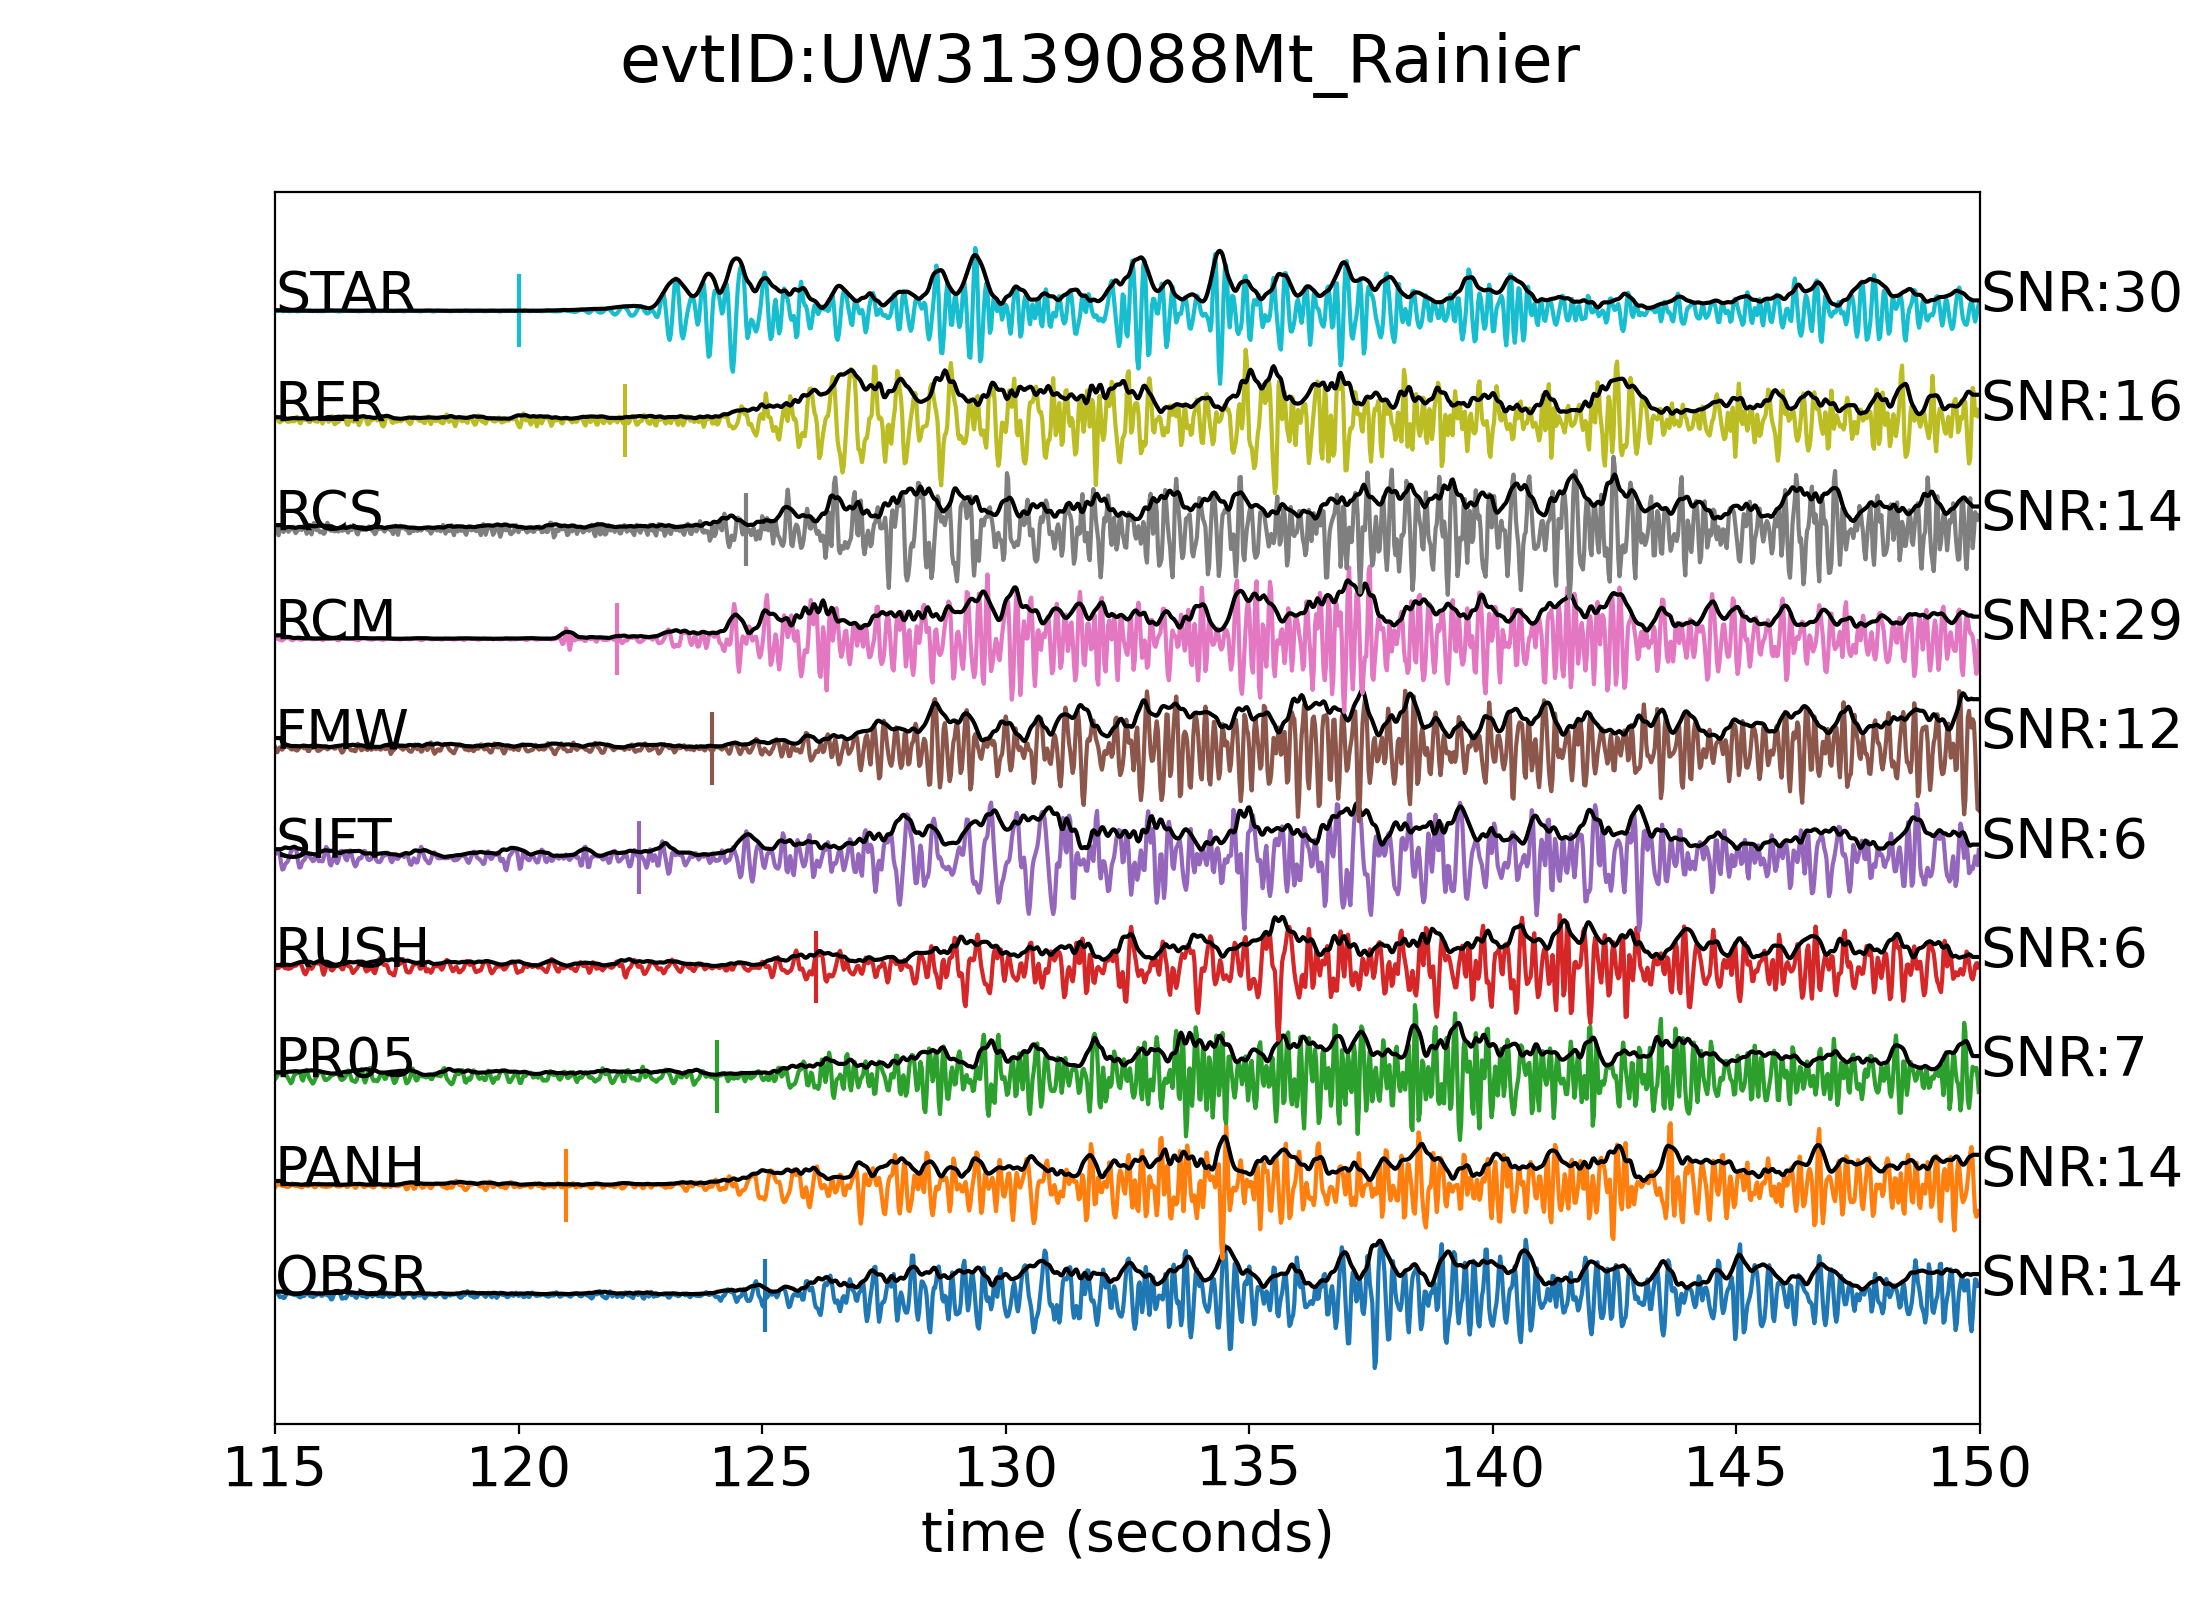 evtID:UW3139088Mt_Rainier
STAR SNR:30
RER SNR:16
RCS SNR:14
RCM SNR:29
FMW SNR:12
SIFT SNR:6
RUSH SNR:6
PR05 SNR:7
PANH SNR:14
OBSR SNR:14
115 120 125 130 135 140 145 150
time (seconds)